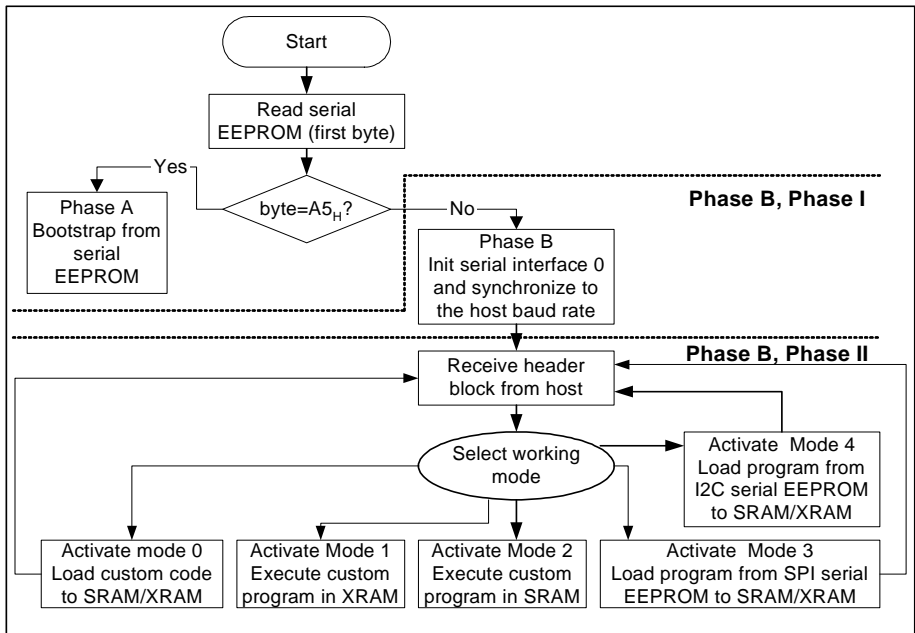 Start
Read serial
EEPROM (first byte)
Yes
byte=A5H?
No
Phase B, Phase I
Phase A
Bootstrap from
serial
EEPROM
Phase B
Init serial interface 0
and synchronize to
the host baud rate
Phase B, Phase II
Receive header
block from host
Select working
mode
Activate  Mode 4
Load program from
I2C serial EEPROM
to SRAM/XRAM
Activate mode 0
Load custom code
to SRAM/XRAM
Activate Mode 1
Execute custom
program in XRAM
Activate Mode 2
Execute custom
program in SRAM
Activate  Mode 3
Load program from SPI serial
EEPROM to SRAM/XRAM